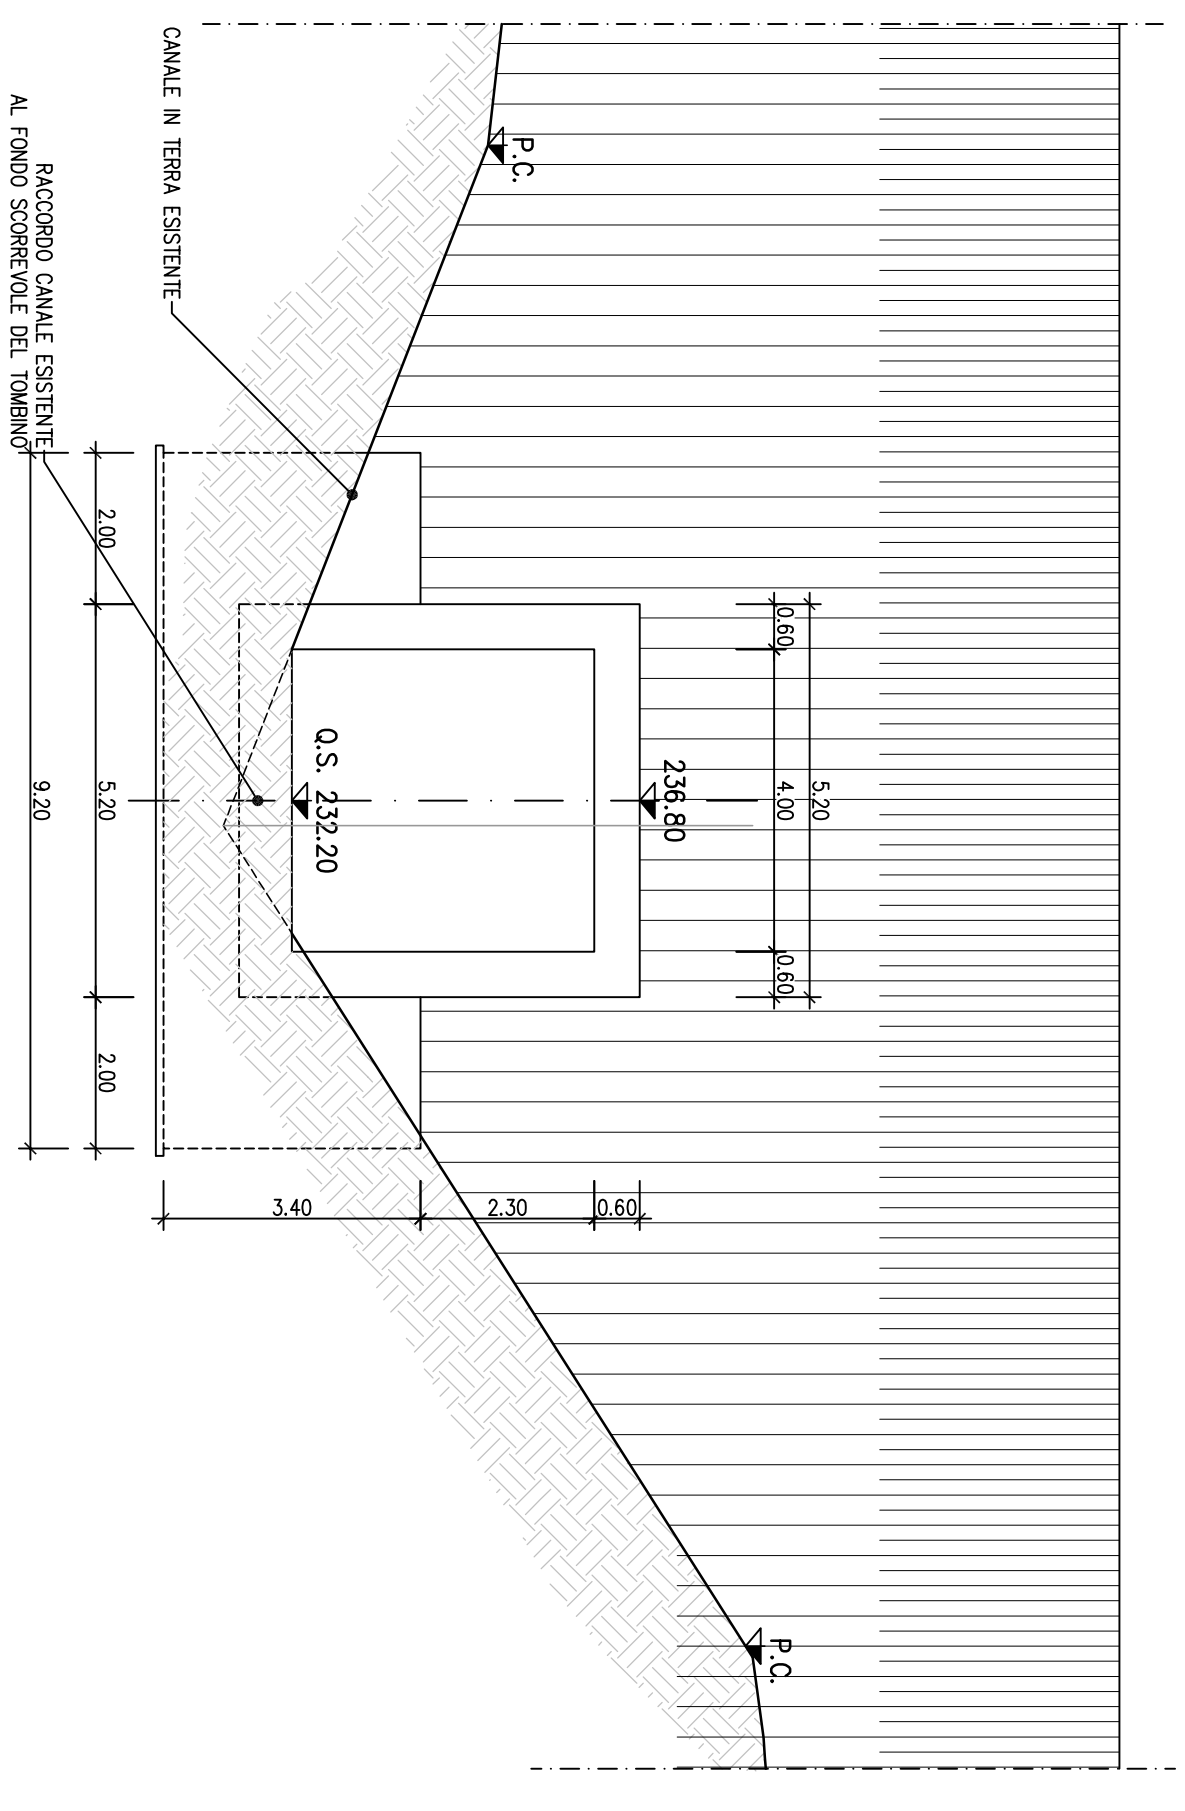 P.C.
P.C.
5.20
0.60
4.00
0.60
236.80
Q.S. 232.20
0.60
2.30
3.40
CANALE IN TERRA ESISTENTE
2.00
5.20
2.00
9.20
RACCORDO CANALE ESISTENTE
AL FONDO SCORREVOLE DEL TOMBINO